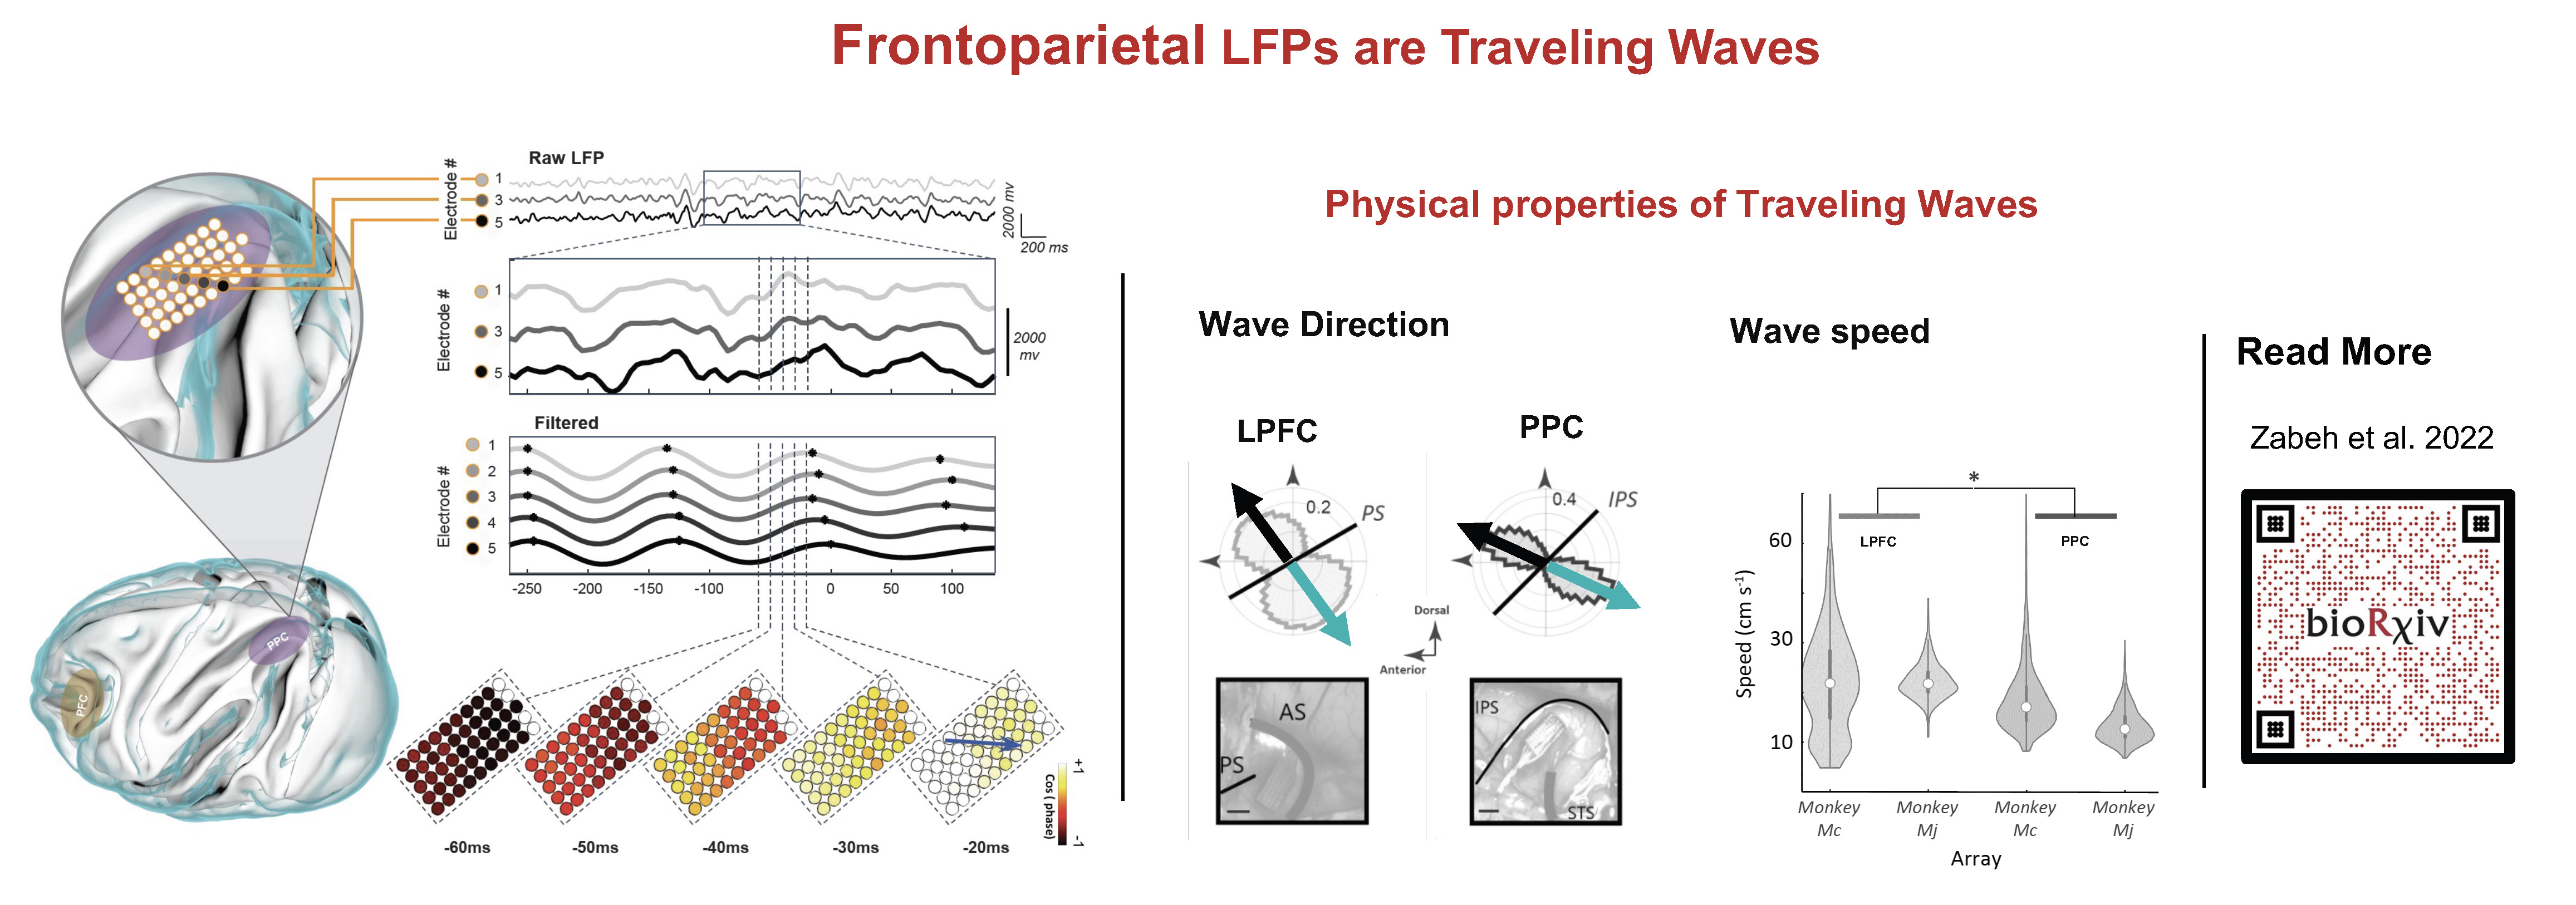 Frontoparietal LFPs are Traveling Waves
Raw LFP
Electrode #
1
3
5
2000 mv
200 ms
Electrode #
1
3
5
2000
mv
Filtered
Electrode #
1
2
3
4
5
-250
-200
-150
-100
0
50
100
PPC
PFC
-60ms
-50ms
-40ms
-30ms
-20ms
+1
Cos ( phase)
-1
Physical properties of Traveling Waves
Wave Direction
LPFC
0.2
PS
PPC
0.4
IPS
Dorsal
Anterior
AS
PS
IPS
STS
Wave speed
*
LPFC
PPC
Speed (cm s-1)
60
30
10
Monkey
Mc
Monkey
Mj
Monkey
Mc
Monkey
Mj
Array
Read More
Zabeh et al. 2022
bioRχiv